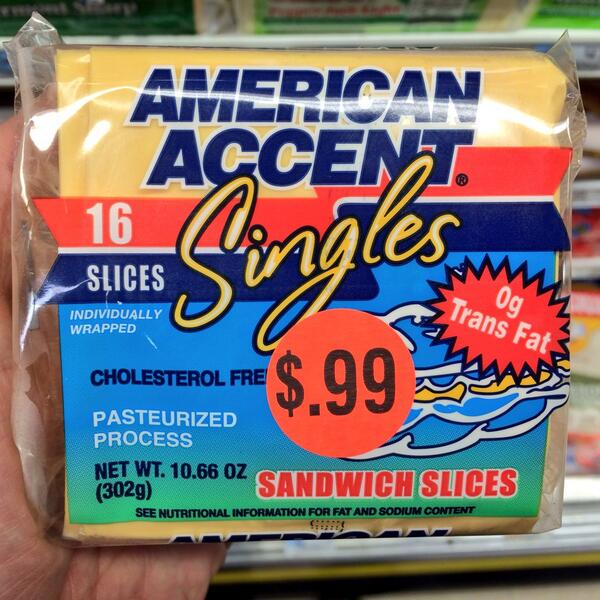 AMERICAN
ACCENT®
Singles
16
SLICES
INDIVIDUALLY
WRAPPED
0g
Trans Fat
CHOLESTEROL FRE
$.99
PASTEURIZED
PROCESS
NET WT. 10.66 OZ
(302g)
SANDWICH SLICES
SEE NUTRITIONAL INFORMATION FOR FAT AND SODIUM CONTENT
AMERICAN